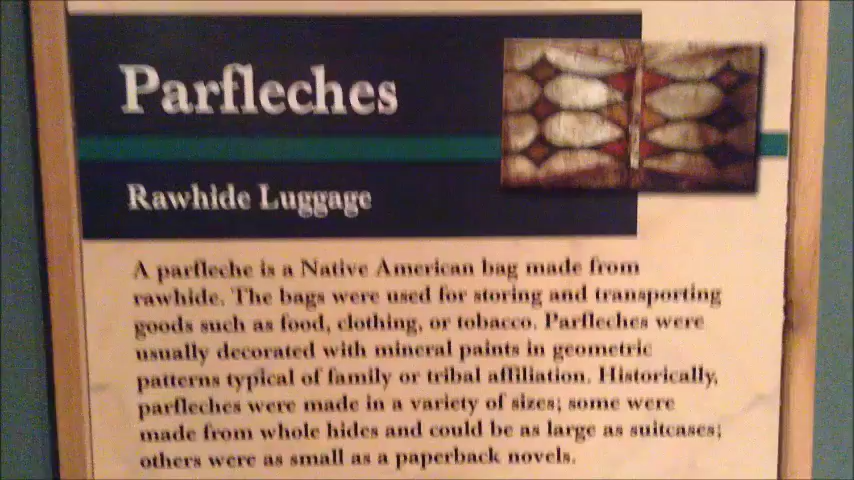 Parfleches
Rawhide Luggage
A parfleche is a Native American bag made from
rawhide. The bags were used for storing and transporting
goods such as food, clothing, or tobacco. Parfleches were
usually decorated with mineral paints in geometric
patterns typical of family or tribal affiliation. Historically,
parfleches were made in a variety of sizes; some were
made from whole hides and could be as large as suitcases;
others were as small as a paperback novels.